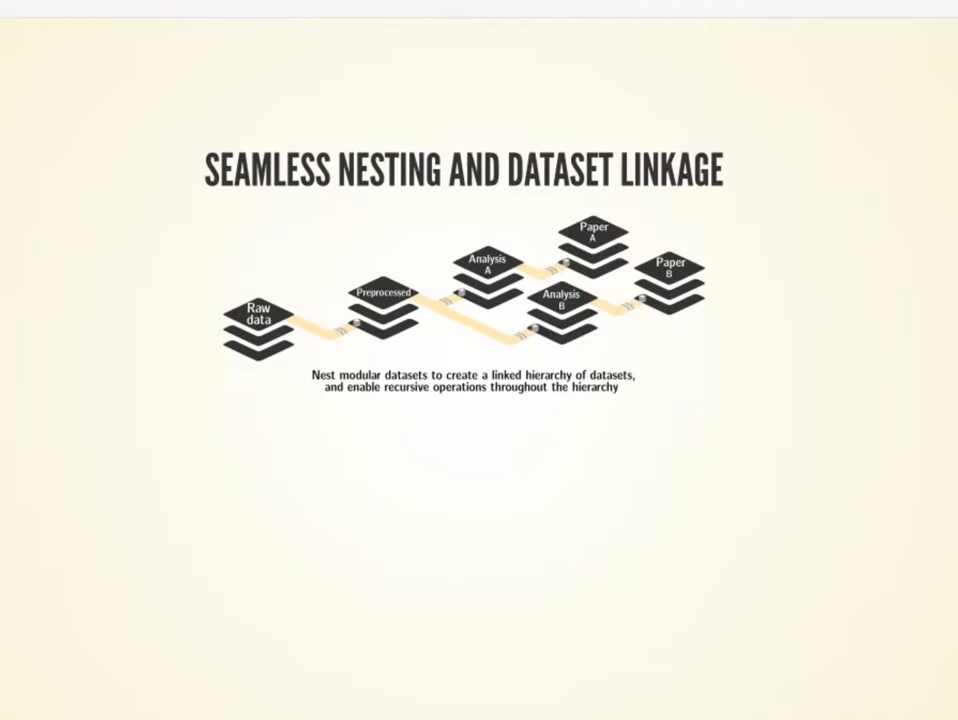 SEAMLESS NESTING AND DATASET LINKAGE
Paper
A
Analysis
A
Paper
B
Preprocessed
Analysis
B
Raw
data
Nest modular datasets to create a linked hierarchy of datasets,
and enable recursive operations throughout the hierarchy